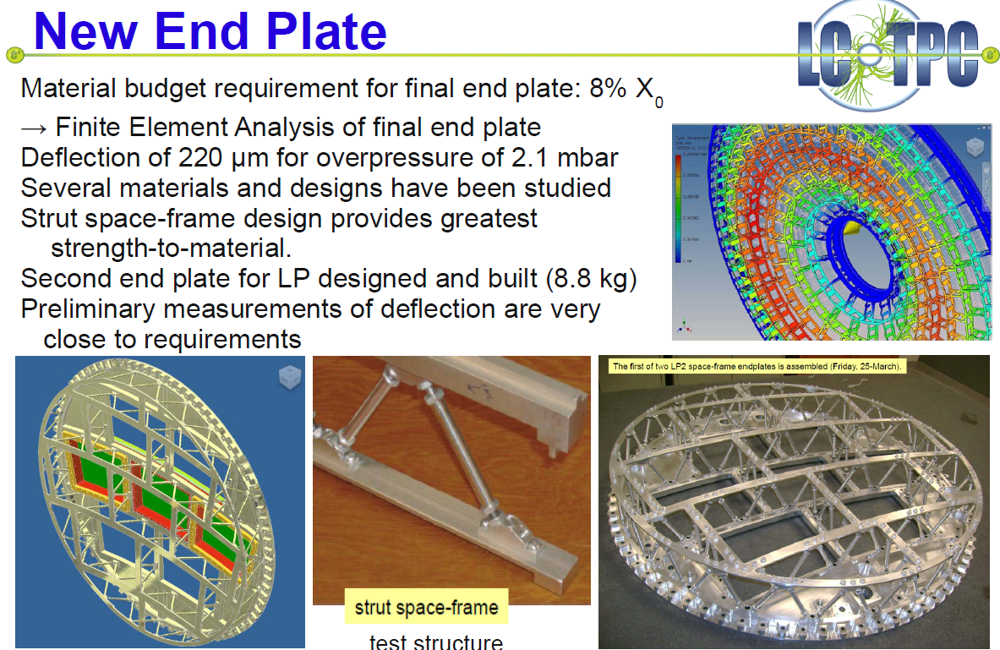 New End Plate
LC TPC
Material budget requirement for final end plate: 8% X0
→ Finite Element Analysis of final end plate
Deflection of 220 µm for overpressure of 2.1 mbar
Several materials and designs have been studied
Strut space-frame design provides greatest
strength-to-material.
Second end plate for LP designed and built (8.8 kg)
Preliminary measurements of deflection are very
close to requirements
The first of two LP2 space-frame endplates is assembled (Friday, 25-March).
strut space-frame
test structure